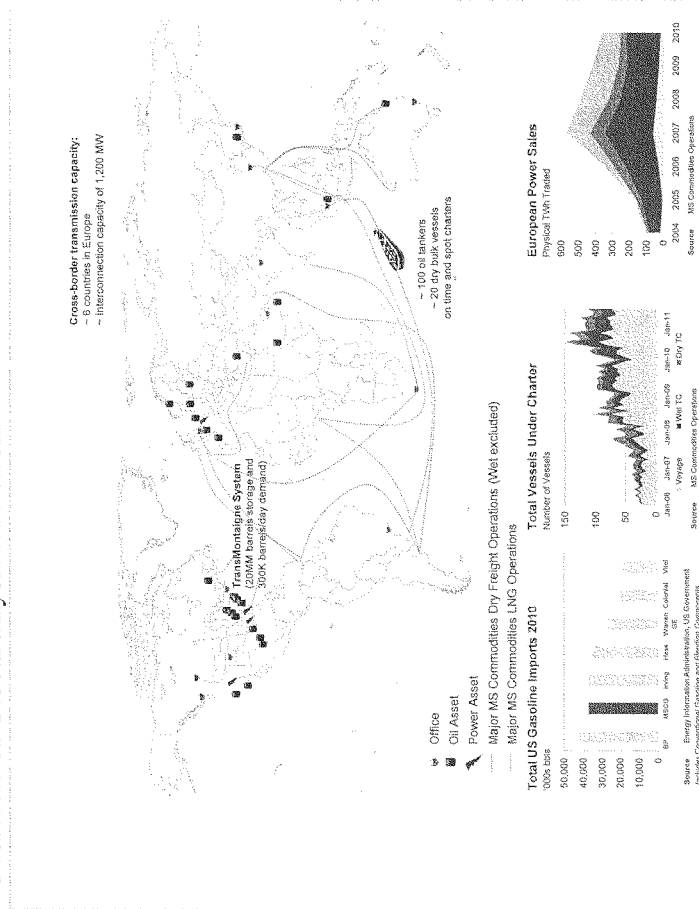 Cross-border transmission capacity:
~ 6 countries in Europe
~ Interconnection capacity of 1,200 MW
TransMontaigne System
(20MM barrels storage and
300K barrels/day demand)
~ 100 oil tankers
~ 20 dry bulk vessels
on time and spot charters
Office
Oil Asset
Power Asset
Major MS Commodities Dry Freight Operations (Wet excluded)
Major MS Commodities LNG Operations
Total US Gasoline Imports 2010
'000s bbls
50,000
40,000
30,000
20,000
10,000
0
BP MSCG Irving Hess Warren Colonial Vitol
GE
Source Energy Information Administration, US Government
Includes Conventional Gasoline and Blending Components
Total Vessels Under Charter
Number of Vessels
150
100
50
0
Jan-06 Jan-07 Jan-08 Jan-09 Jan-10 Jan-11
Voyage Wet TC Dry TC
Source MS Commodities Operations
European Power Sales
Physical TWh Traded
600
500
400
300
200
100
0
2004 2005 2006 2007 2008 2009 2010
Source MS Commodities Operations